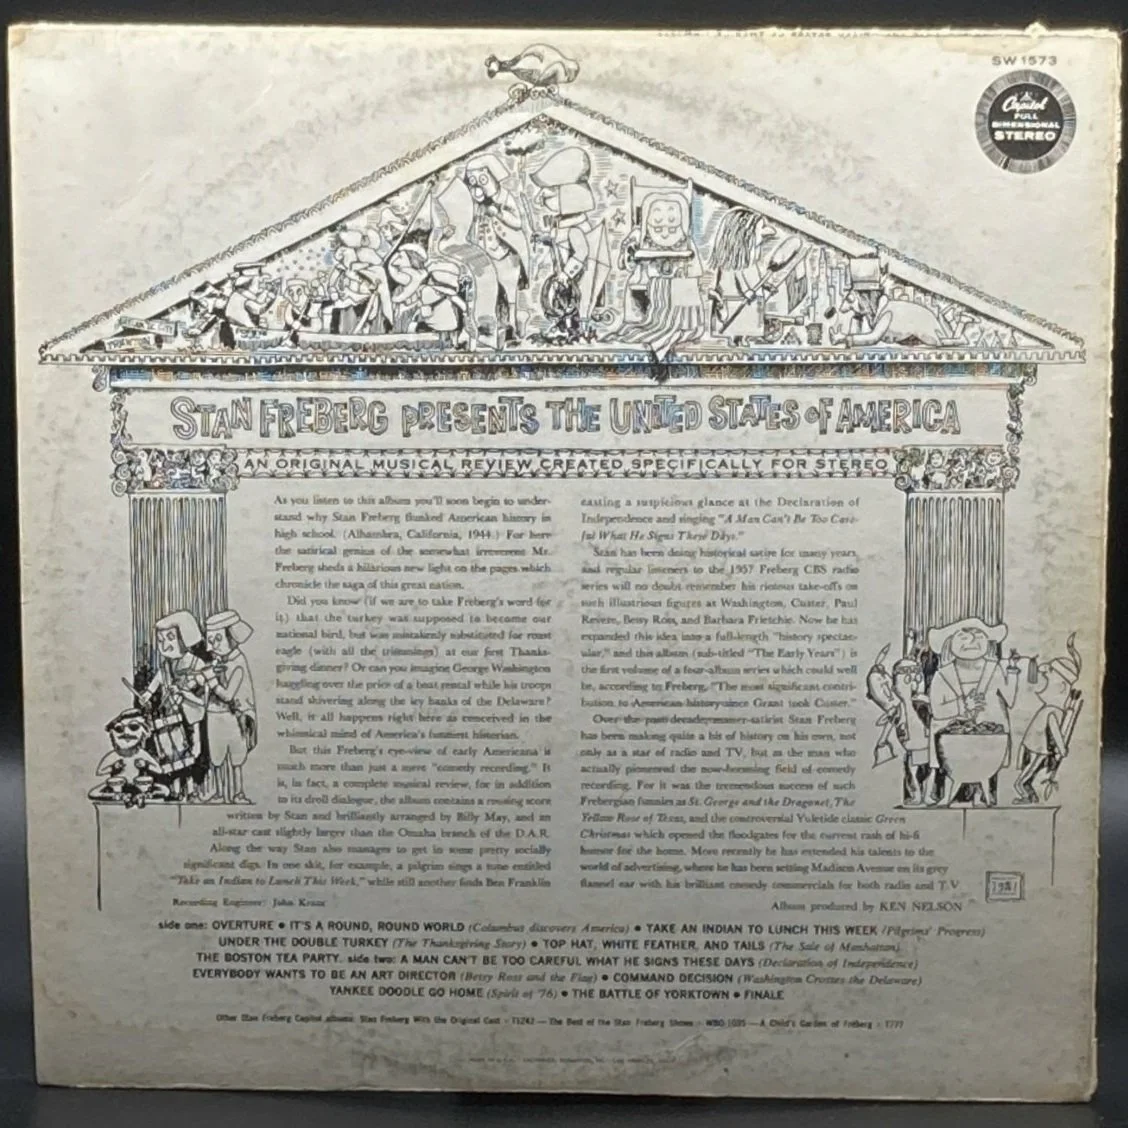 SW 1573
Capitol
FULL
DIMENSIONAL
STEREO
STAN FREBERG PRESENTS THE UNITED STATES OF AMERICA
AN ORIGINAL MUSICAL REVIEW CREATED SPECIFICALLY FOR STEREO
As you listen to this album you'll soon begin to under-
stand why Stan Freberg flunked American history in
high school. (Alhambra, California, 1944.) For here
the satirical genius of the somewhat irreverent Mr.
Freberg sheds a hilarious new light on the pages which
chronicle the saga of this great nation.
Did you know (if we are to take Freberg's word for
it) that the turkey was supposed to become our
national bird, but was mistakenly substituted for roast
eagle (with all the trimmings) at our first Thanks-
giving dinner? Or can you imagine George Washington
haggling over the price of a boat rental while his troops
stand shivering along the icy banks of the Delaware?
Well, it all happens right here as conceived in the
whimsical mind of America's funniest historian.
But this Freberg's eye-view of early Americana is
much more than just a mere "comedy recording." It
is, in fact, a complete musical review, for in addition
to its droll dialogue, the album contains a rousing score
written by Stan and brilliantly arranged by Billy May, and an
all-star cast slightly larger than the Omaha branch of the D.A.R.
Along the way Stan also manages to get in some pretty socially
significant digs. In one skit, for example, a pilgrim sings a tune entitled
"Take an Indian to Lunch This Week," while still another finds Ben Franklin
Recording Engineer: John Kraus
casting a suspicious glance at the Declaration of
Independence and singing "A Man Can't Be Too Care-
ful What He Signs These Days."
Stan has been doing historical satire for many years,
and regular listeners to the 1957 Freberg CBS radio
series will no doubt remember his riotous take-offs on
such illustrious figures as Washington, Custer, Paul
Revere, Betsy Ross, and Barbara Frietchie. Now he has
expanded this idea into a full-length "history spectac-
ular," and this album (sub-titled "The Early Years") is
the first volume of a four-album series which could well
be, according to Freberg, "The most significant contri-
bution to American history since Grant took Custer."
Over the past decade, master-satirist Stan Freberg
has been making quite a bit of history on his own, not
only as a star of radio and TV, but as the man who
actually pioneered the now-booming field of comedy
recording. For it was the tremendous success of such
Frebergian funnies as St. George and the Dragonet, The
Yellow Rose of Texas, and the controversial Yuletide classic Green
Christmas which opened the floodgates for the current rash of hi-fi
humor for the home. More recently he has extended his talents to the
world of advertising, where he has been setting Madison Avenue on its grey
flannel ear with his brilliant comedy commercials for both radio and T.V.
Album produced by KEN NELSON
1981
side one: OVERTURE • IT'S A ROUND, ROUND WORLD (Columbus discovers America) • TAKE AN INDIAN TO LUNCH THIS WEEK (Pilgrims' Progress)
UNDER THE DOUBLE TURKEY (The Thanksgiving Story) • TOP HAT, WHITE FEATHER, AND TAILS (The Sale of Manhattan)
THE BOSTON TEA PARTY. side two: A MAN CAN'T BE TOO CAREFUL WHAT HE SIGNS THESE DAYS (Declaration of Independence)
EVERYBODY WANTS TO BE AN ART DIRECTOR (Betsy Ross and the Flag) • COMMAND DECISION (Washington Crosses the Delaware)
YANKEE DOODLE GO HOME (Spirit of '76) • THE BATTLE OF YORKTOWN • FINALE
Other Stan Freberg Capitol albums: Stan Freberg With the Original Cast - T1242 — The Best of the Stan Freberg Shows - WBO 1035 — A Child's Garden of Freberg - T777